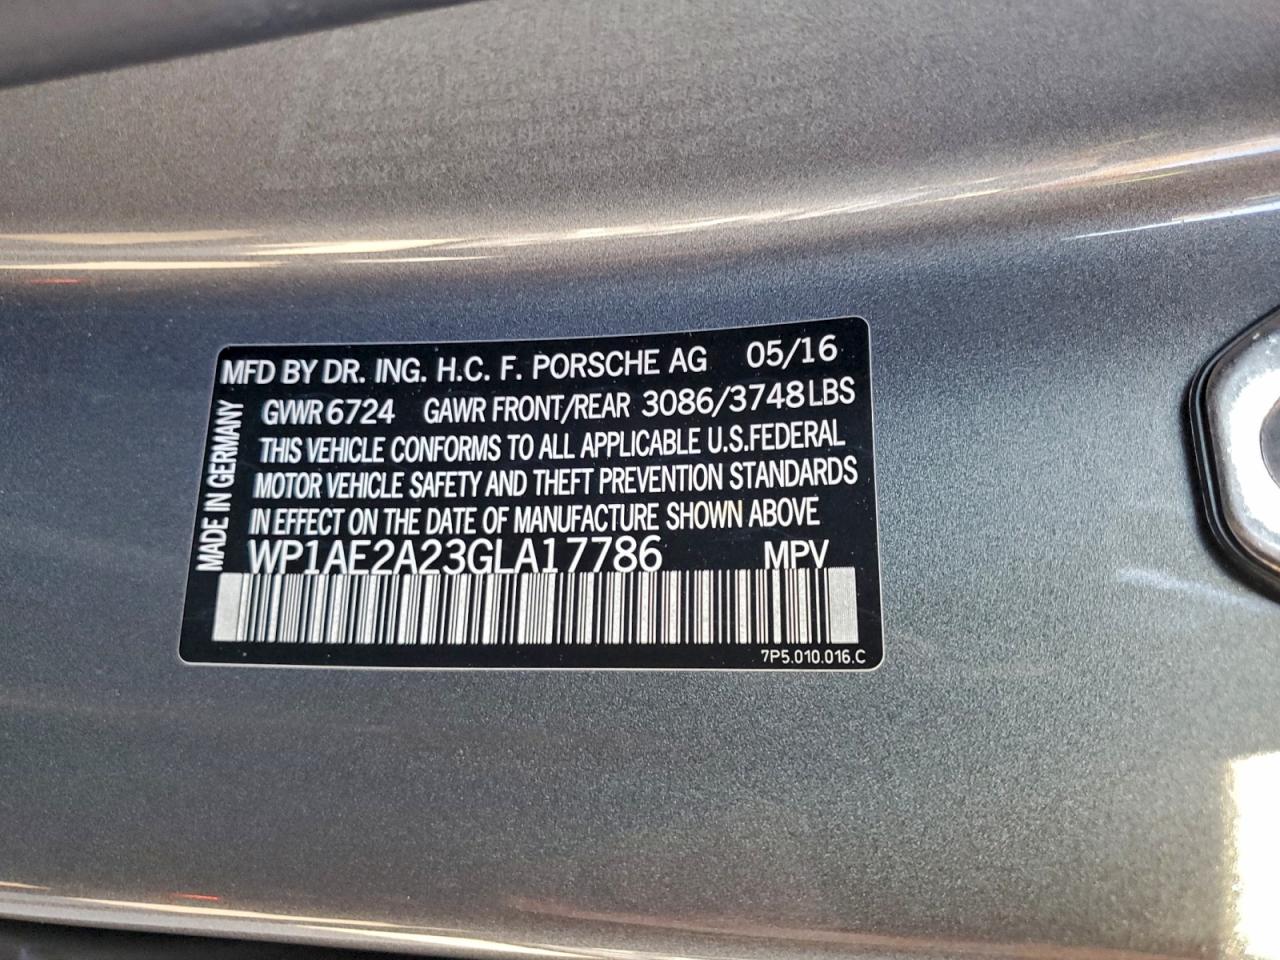 MFD BY DR. ING. H.C. F. PORSCHE AG 05/16
GVWR 6724 GAWR FRONT/REAR 3086/3748 LBS
THIS VEHICLE CONFORMS TO ALL APPLICABLE U.S.FEDERAL
MOTOR VEHICLE SAFETY AND THEFT PREVENTION STANDARDS
IN EFFECT ON THE DATE OF MANUFACTURE SHOWN ABOVE
WP1AE2A23GLA17786 MPV
MADE IN GERMANY
7P5.010.016.C